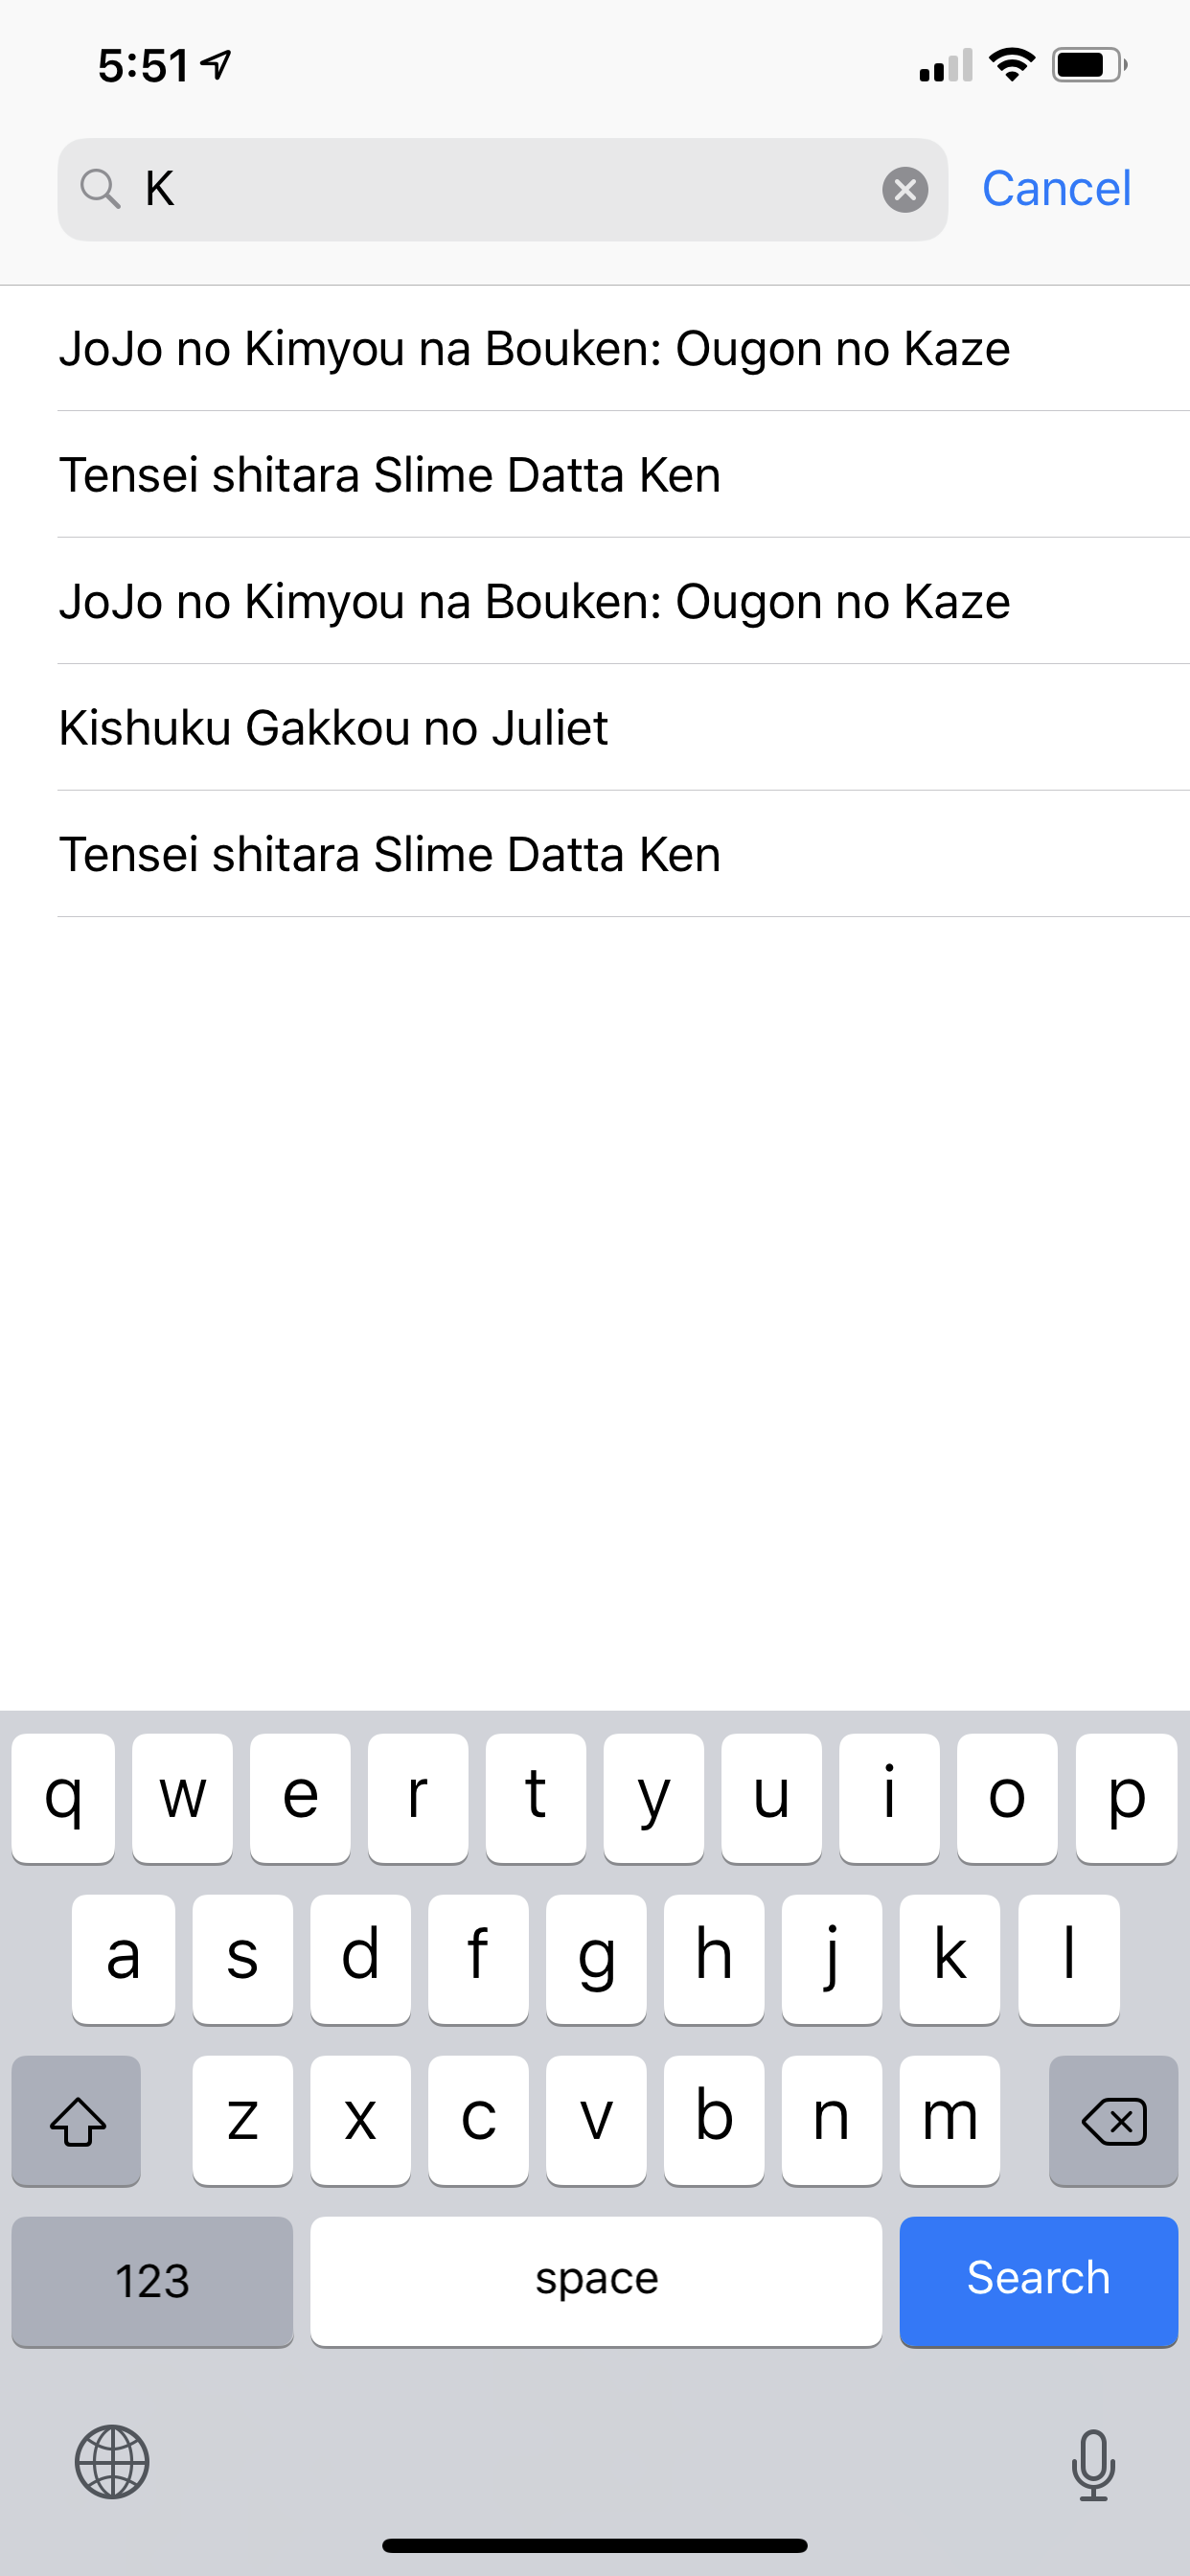 5:51
K
Cancel
JoJo no Kimyou na Bouken: Ougon no Kaze
Tensei shitara Slime Datta Ken
JoJo no Kimyou na Bouken: Ougon no Kaze
Kishuku Gakkou no Juliet
Tensei shitara Slime Datta Ken
q w e r t y u i o p
a s d f g h j k l
z x c v b n m
123 space Search